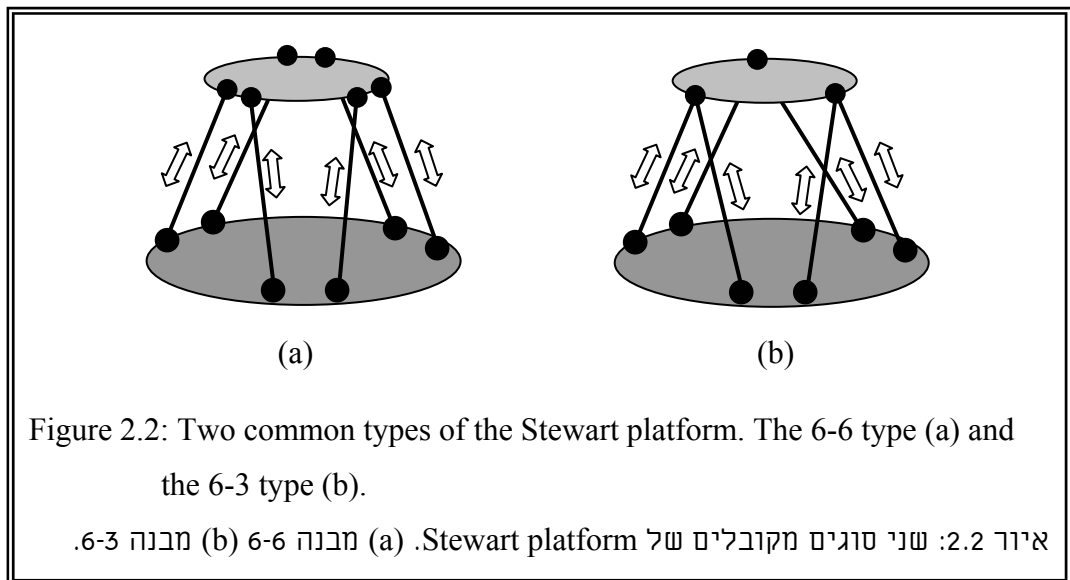 (a) (b)
Figure 2.2: Two common types of the Stewart platform. The 6-6 type (a) and
the 6-3 type (b).
איור 2.2: שני סוגים מקובלים של Stewart platform. (a) מבנה 6-6 (b) מבנה 6-3.